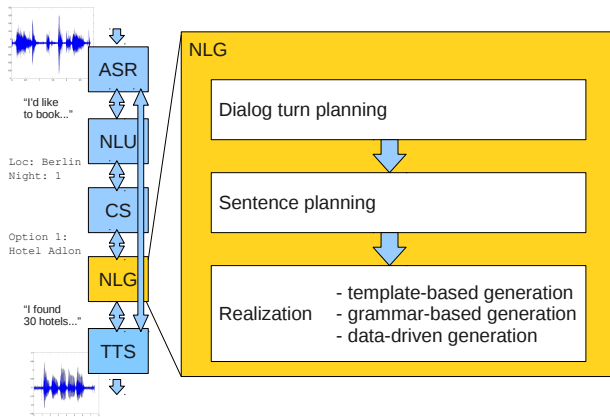 ASR
"I'd like
to book..."
NLU
Loc: Berlin
Night: 1
CS
Option 1:
Hotel Adlon
NLG
"I found
30 hotels..."
TTS
NLG
Dialog turn planning
Sentence planning
Realization
- template-based generation
- grammar-based generation
- data-driven generation